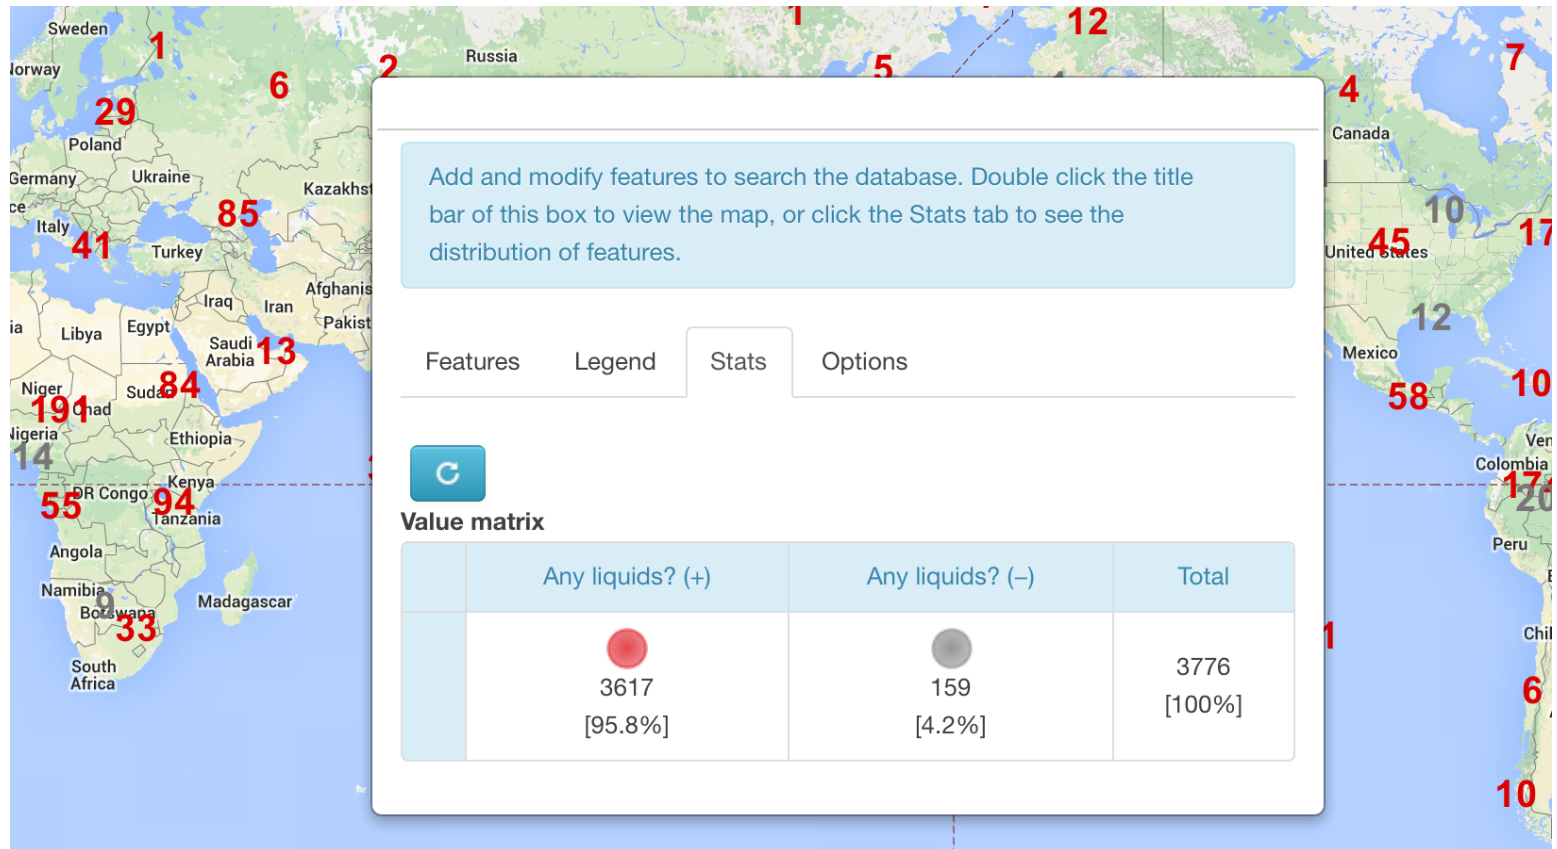 Sweden
1
Norway
6
2
Russia
1
5
12
7
4
29
Poland
Canada
Germany
Ukraine
Kazakhst
Italy
85
41
Turkey
10
17
45
United States
Afghanis
Iraq
Iran
Pakist
Libya
Egypt
Saudi
Arabia
13
12
Mexico
Niger
Sudan
84
191
Chad
58
10
Nigeria
14
Ethiopia
Ven
Colombia
Kenya
DR Congo
55
94
Tanzania
17
20
Angola
Peru
Namibia
9
Botswana
33
Madagascar
South
Africa
1
Chil
6
10
Add and modify features to search the database. Double click the title
bar of this box to view the map, or click the Stats tab to see the
distribution of features.
Features Legend Stats Options
Value matrix
Any liquids? (+) Any liquids? (–) Total
3617 159 3776
[95.8%] [4.2%] [100%]